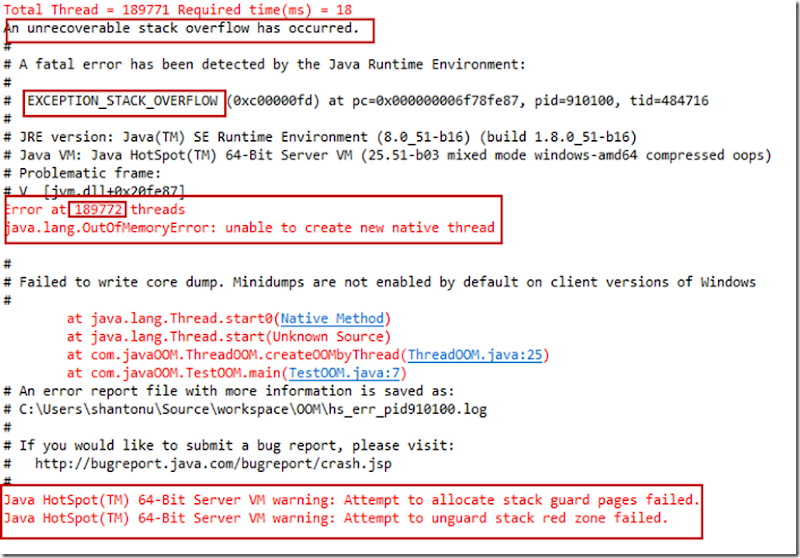 Total Thread = 189771 Required time(ms) = 18
An unrecoverable stack overflow has occurred.
#
# A fatal error has been detected by the Java Runtime Environment:
#
#  EXCEPTION_STACK_OVERFLOW (0xc00000fd) at pc=0x000000006f78fe87, pid=910100, tid=484716
#
# JRE version: Java(TM) SE Runtime Environment (8.0_51-b16) (build 1.8.0_51-b16)
# Java VM: Java HotSpot(TM) 64-Bit Server VM (25.51-b03 mixed mode windows-amd64 compressed oops)
# Problematic frame:
# V  [jvm.dll+0x20fe87]
Error at 189772 threads
java.lang.OutOfMemoryError: unable to create new native thread
#
# Failed to write core dump. Minidumps are not enabled by default on client versions of Windows
#
at java.lang.Thread.start0(Native Method)
at java.lang.Thread.start(Unknown Source)
at com.javaOOM.ThreadOOM.createOOMbyThread(ThreadOOM.java:25)
at com.javaOOM.TestOOM.main(TestOOM.java:7)
# An error report file with more information is saved as:
# C:\Users\shantonu\Source\workspace\OOM\hs_err_pid910100.log
#
# If you would like to submit a bug report, please visit:
#   http://bugreport.java.com/bugreport/crash.jsp
#
Java HotSpot(TM) 64-Bit Server VM warning: Attempt to allocate stack guard pages failed.
Java HotSpot(TM) 64-Bit Server VM warning: Attempt to unguard stack red zone failed.